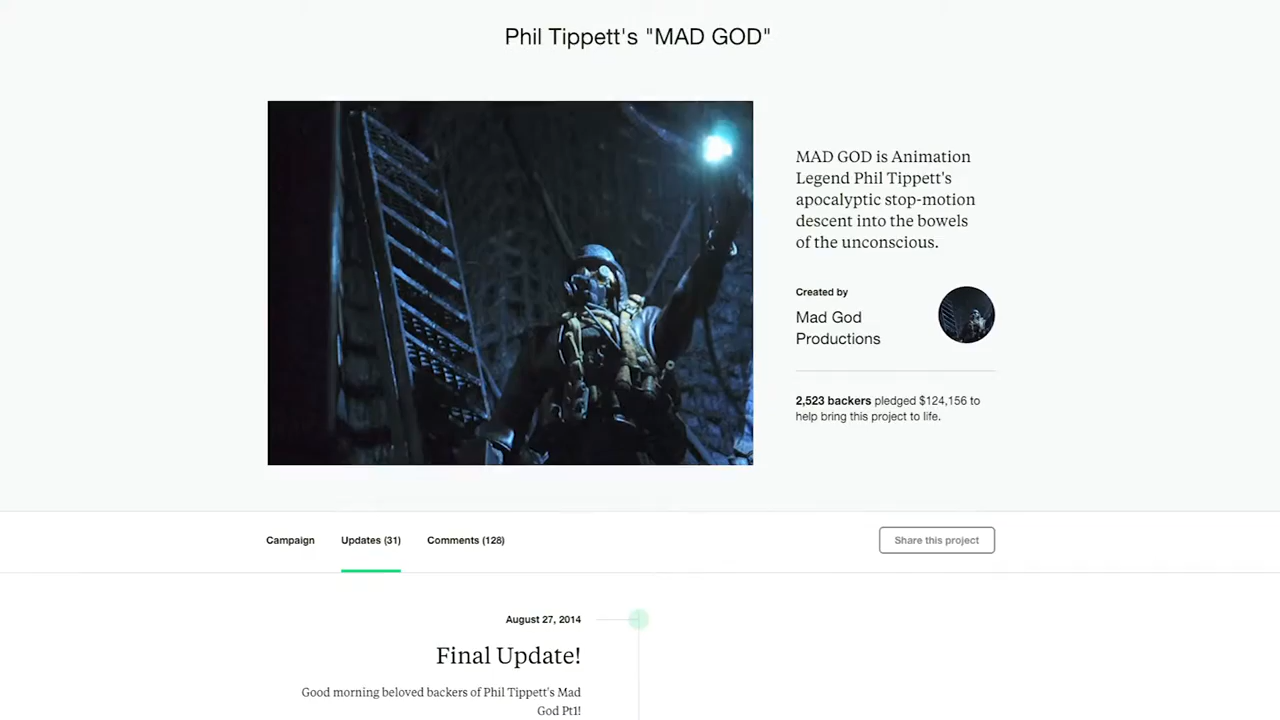 Phil Tippett's "MAD GOD"
MAD GOD is Animation
Legend Phil Tippett's
apocalyptic stop-motion
descent into the bowels
of the unconscious.
Created by
Mad God
Productions
2,523 backers pledged $124,156 to
help bring this project to life.
Campaign
Updates (31)
Comments (128)
Share this project
August 27, 2014
Final Update!
Good morning beloved backers of Phil Tippett's Mad
God Pt1!